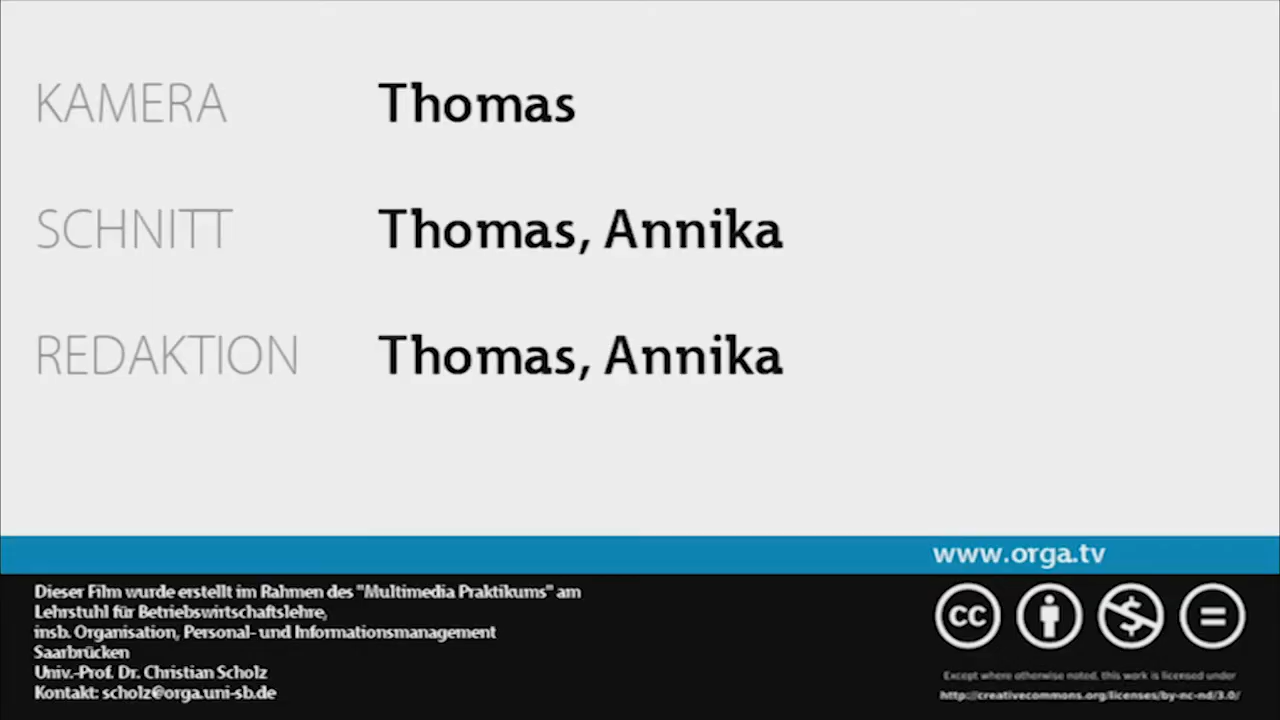 KAMERA Thomas
SCHNITT Thomas, Annika
REDAKTION Thomas, Annika
www.orga.tv
Dieser Film wurde erstellt im Rahmen des "Multimedia Praktikums" am
Lehrstuhl für Betriebswirtschaftslehre,
insb. Organisation, Personal- und Informationsmanagement
Saarbrücken
Univ.-Prof. Dr. Christian Scholz
Kontakt: scholz@orga.uni-sb.de
cc $ =
Except where otherwise noted, this work is licensed under
http://creativecommons.org/licenses/by-nc-nd/3.0/